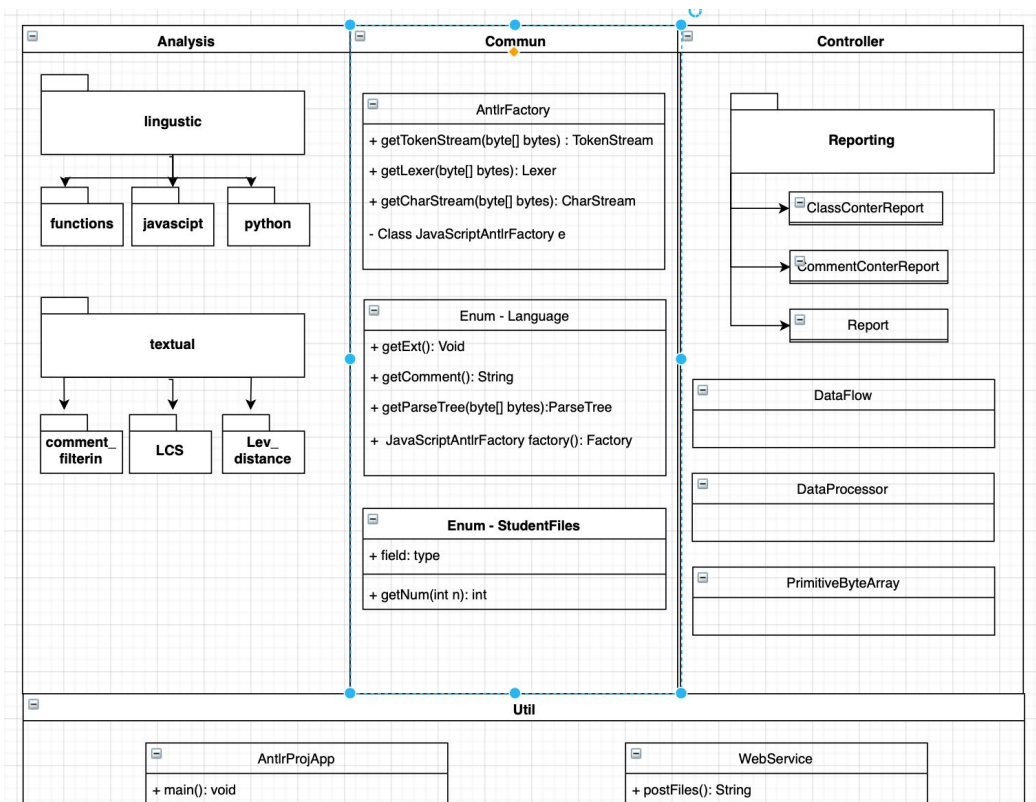 Analysis
Commun
Controller
lingustic
functions
javascipt
python
textual
comment_
filterin
LCS
Lev_
distance
AntlrFactory
+ getTokenStream(byte[] bytes) : TokenStream
+ getLexer(byte[] bytes): Lexer
+ getCharStream(byte[] bytes): CharStream
- Class JavaScriptAntlrFactory e
Enum - Language
+ getExt(): Void
+ getComment(): String
+ getParseTree(byte[] bytes):ParseTree
+ JavaScriptAntlrFactory factory(): Factory
Enum - StudentFiles
+ field: type
+ getNum(int n): int
Reporting
ClassConterReport
CommentConterReport
Report
DataFlow
DataProcessor
PrimitiveByteArray
Util
AntlrProjApp
+ main(): void
WebService
+ postFiles(): String